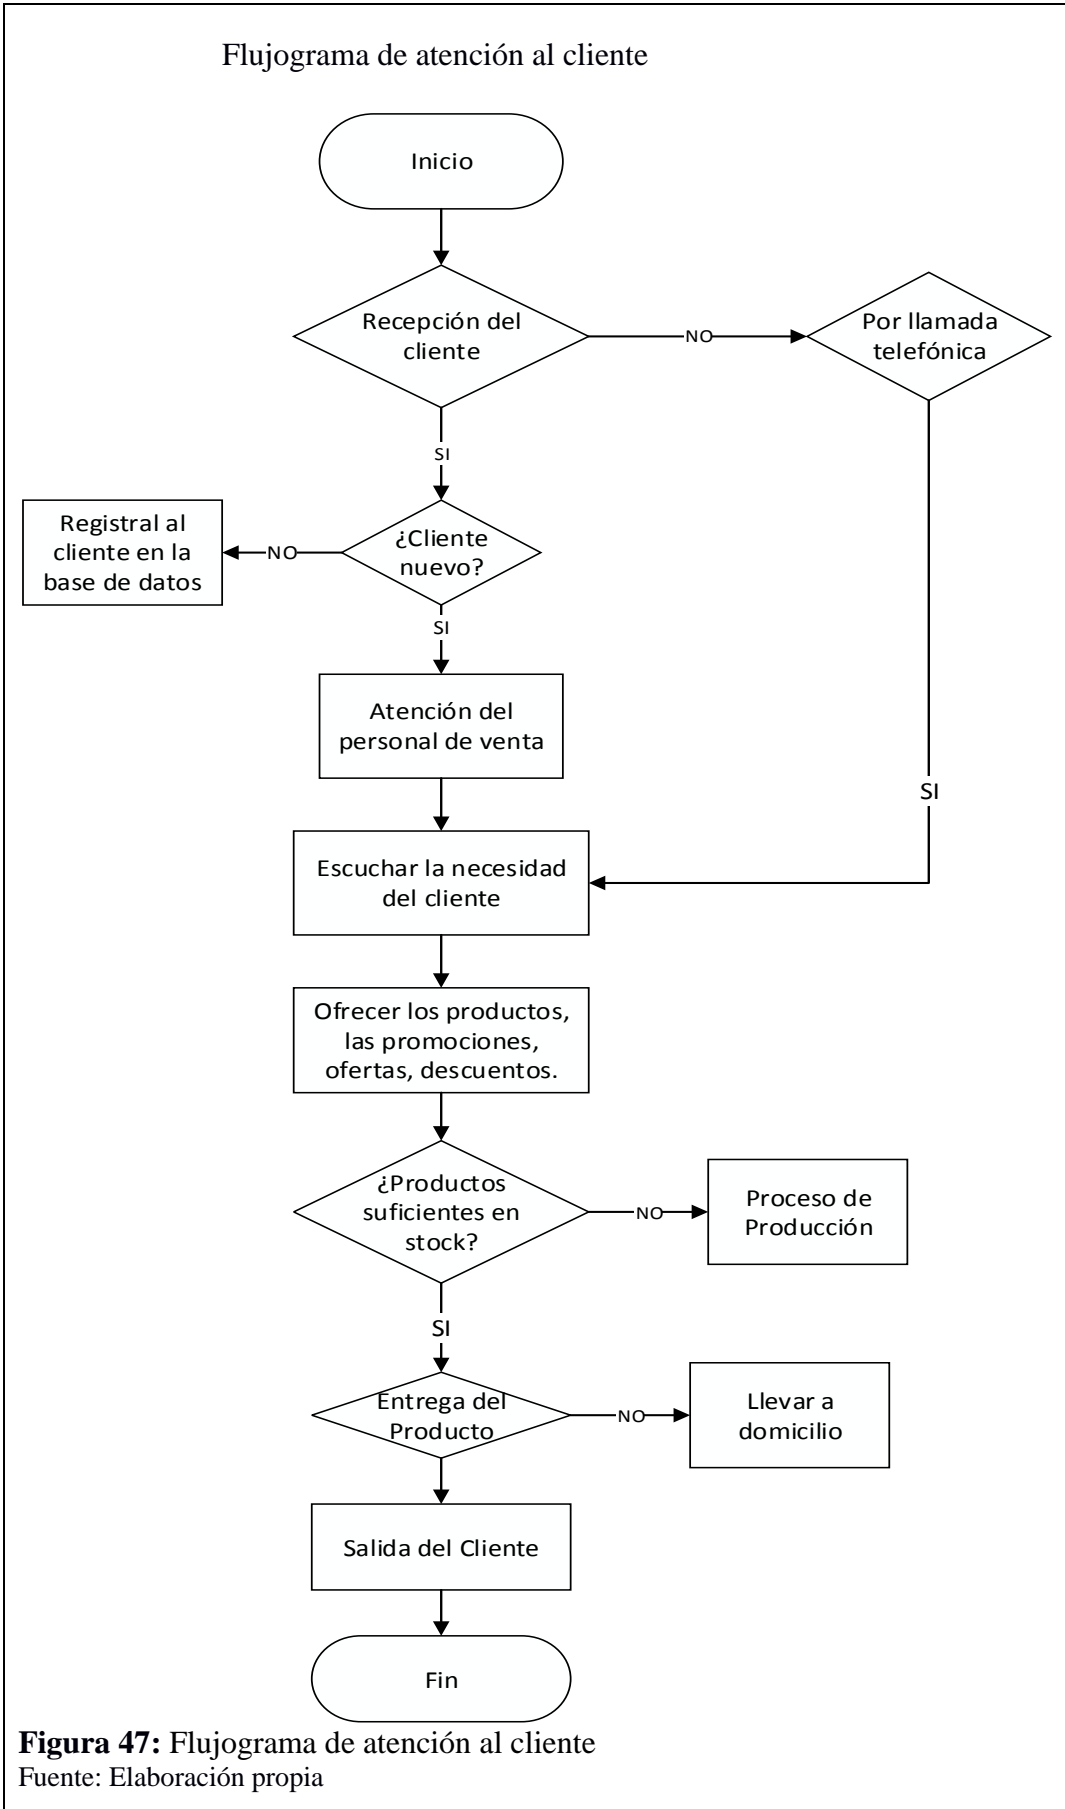 Flujograma de atención al cliente
Inicio
Recepción del
cliente
NO
Por llamada
telefónica
SI
Registral al
cliente en la
base de datos
NO
¿Cliente
nuevo?
SI
Atención del
personal de venta
SI
Escuchar la necesidad
del cliente
Ofrecer los productos,
las promociones,
ofertas, descuentos.
¿Productos
suficientes en
stock?
NO
Proceso de
Producción
SI
Entrega del
Producto
NO
Llevar a
domicilio
Salida del Cliente
Fin
Figura 47: Flujograma de atención al cliente
Fuente: Elaboración propia